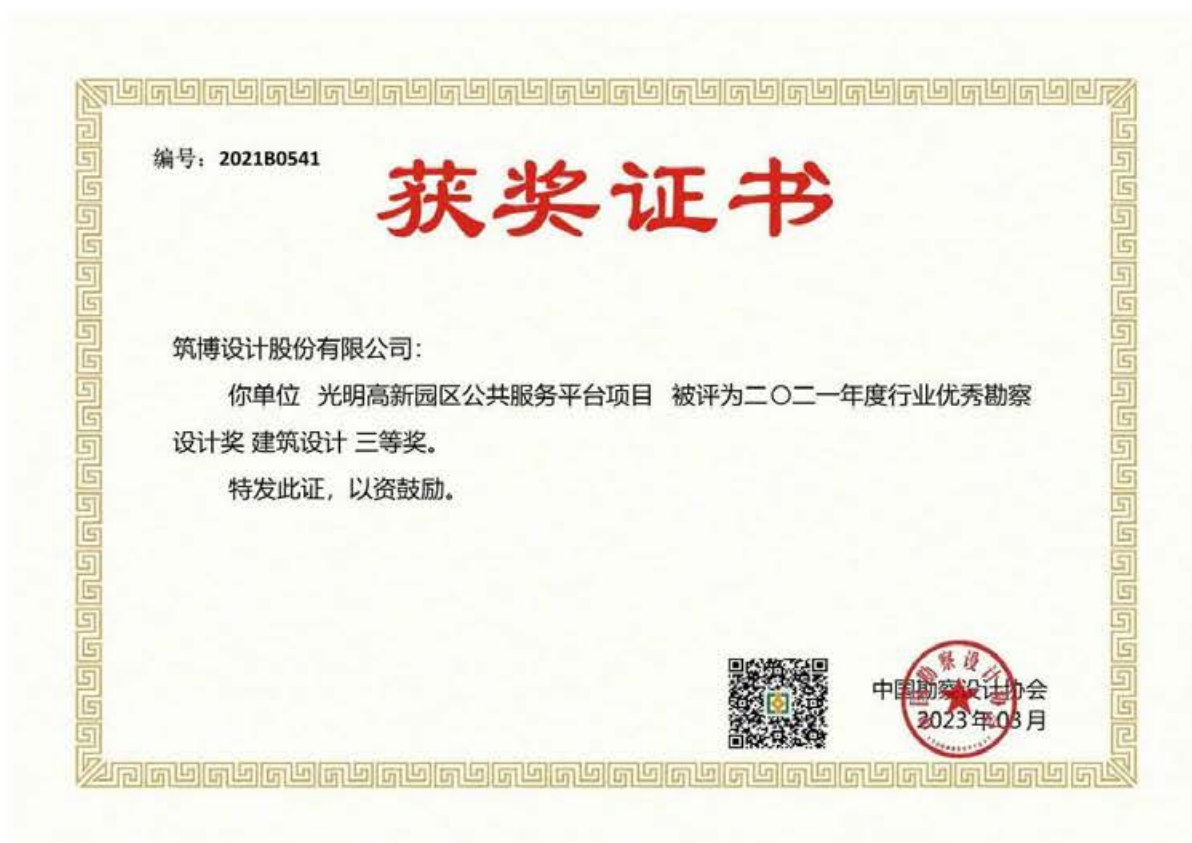 编号：2021B0541
获奖证书
筑博设计股份有限公司：
你单位 光明高新园区公共服务平台项目 被评为二〇二一年度行业优秀勘察
设计奖 建筑设计 三等奖。
特发此证，以资鼓励。
中国勘察设计协会
2023年03月